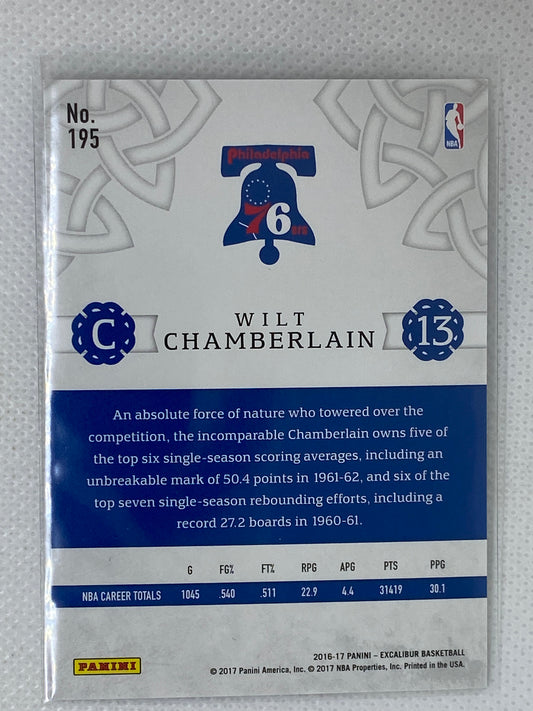 No.
195
NBA
Philadelphia
76ers
C
WILT
CHAMBERLAIN
13
An absolute force of nature who towered over the
competition, the incomparable Chamberlain owns five of
the top six single-season scoring averages, including an
unbreakable mark of 50.4 points in 1961-62, and six of the
top seven single-season rebounding efforts, including a
record 27.2 boards in 1960-61.
G FG% FT% RPG APG PTS PPG
NBA CAREER TOTALS 1045 .540 .511 22.9 4.4 31419 30.1
PANINI
2016-17 PANINI – EXCALIBUR BASKETBALL
© 2017 Panini America, Inc. © 2017 NBA Properties, Inc. Printed in the USA.